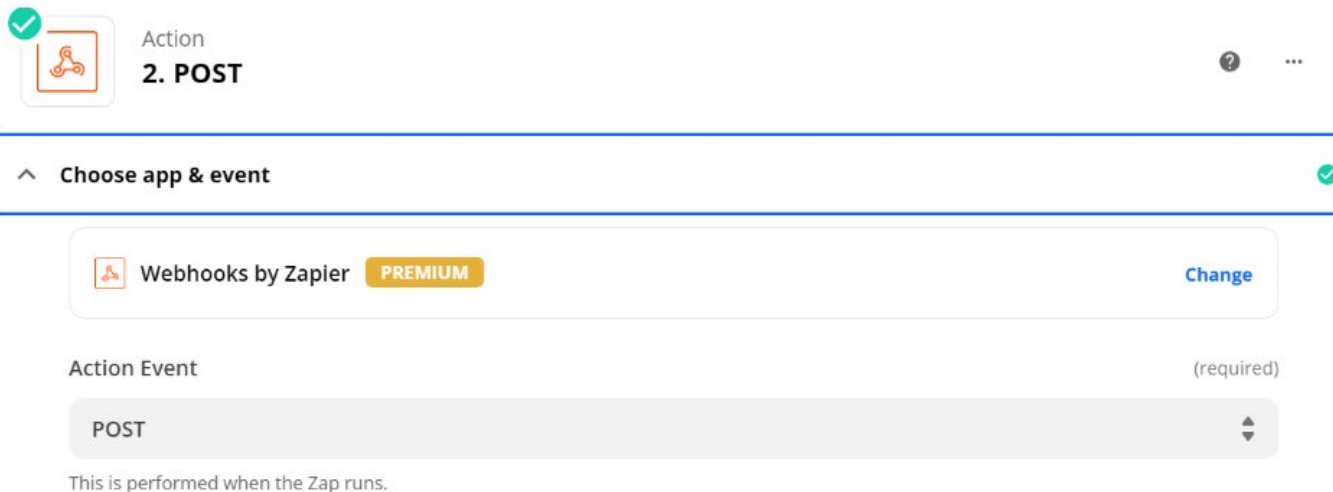 Action
2. POST
Choose app & event
Webhooks by Zapier PREMIUM Change
Action Event (required)
POST
This is performed when the Zap runs.